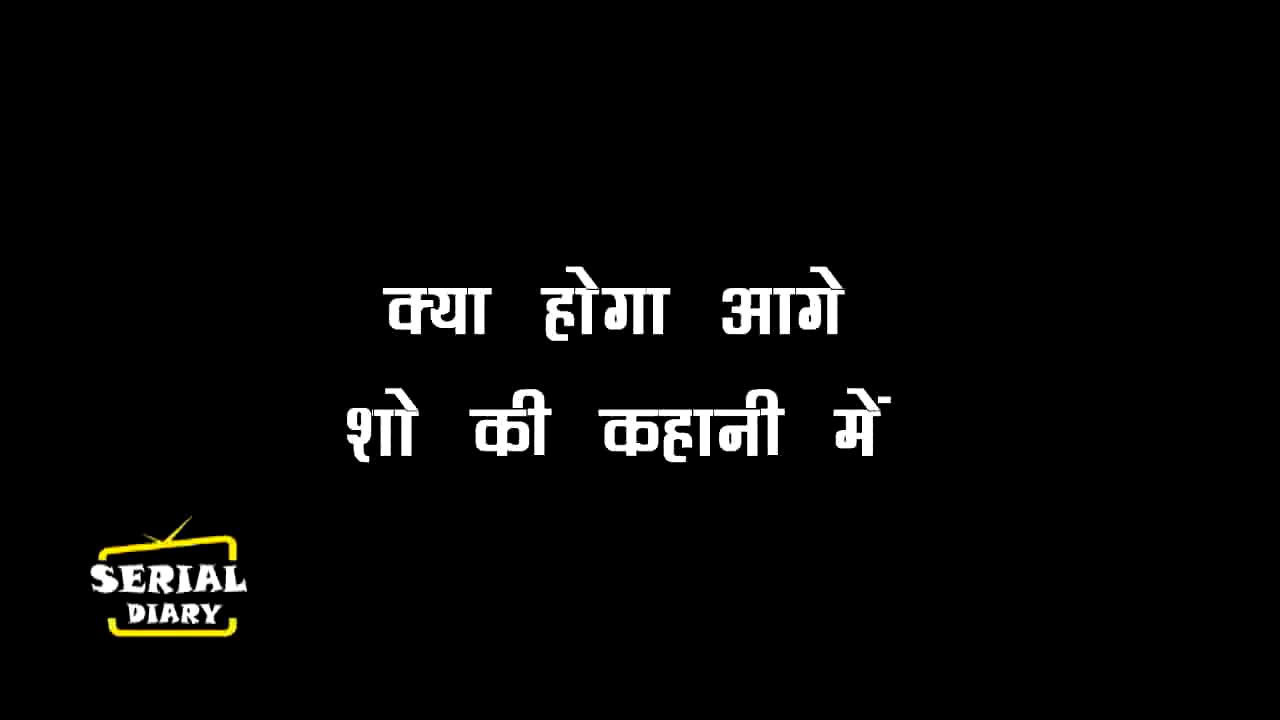 क्या होगा आगे
शो की कहानी में
SERIAL
DIARY